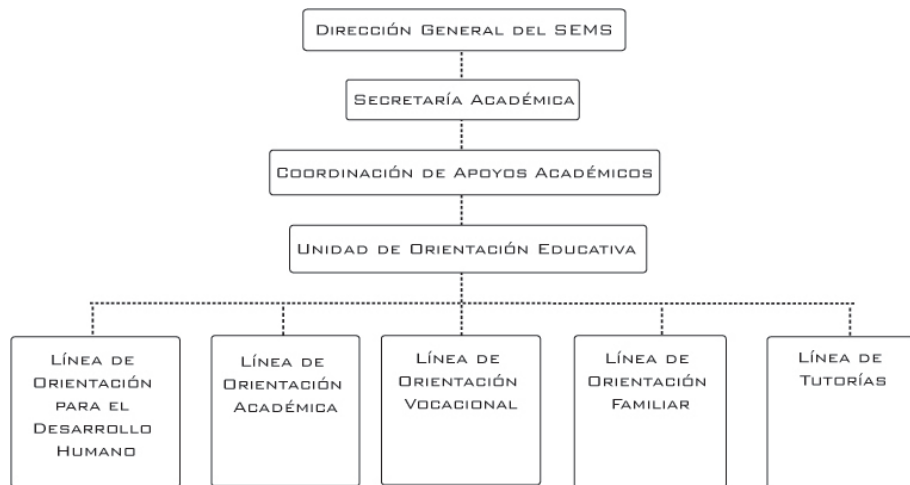 Dirección General del SEMS
Secretaría Académica
Coordinación de Apoyos Académicos
Unidad de Orientación Educativa
Línea de
Orientación
para el
Desarrollo
Humano
Línea de
Orientación
Académica
Línea de
Orientación
Vocacional
Línea de
Orientación
Familiar
Línea de
Tutorías